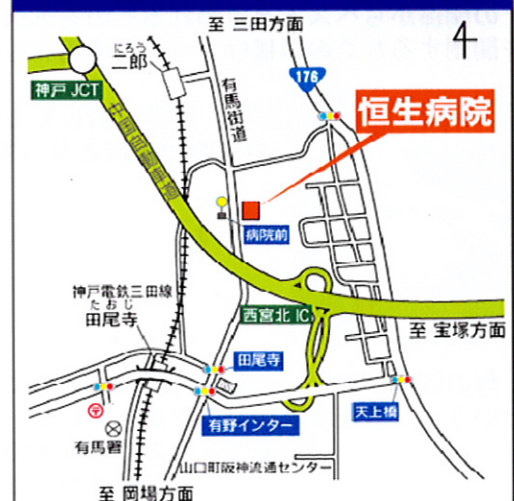 至 三田方面
4
にろう
二郎
176
神戸 JCT
有馬街道
恒生病院
中国自動車道
病院前
神戸電鉄三田線
たおじ
田尾寺
西宮北 IC
至 宝塚方面
田尾寺
有野インター
天上橋
有馬署
山口町阪神流通センター
至 岡場方面